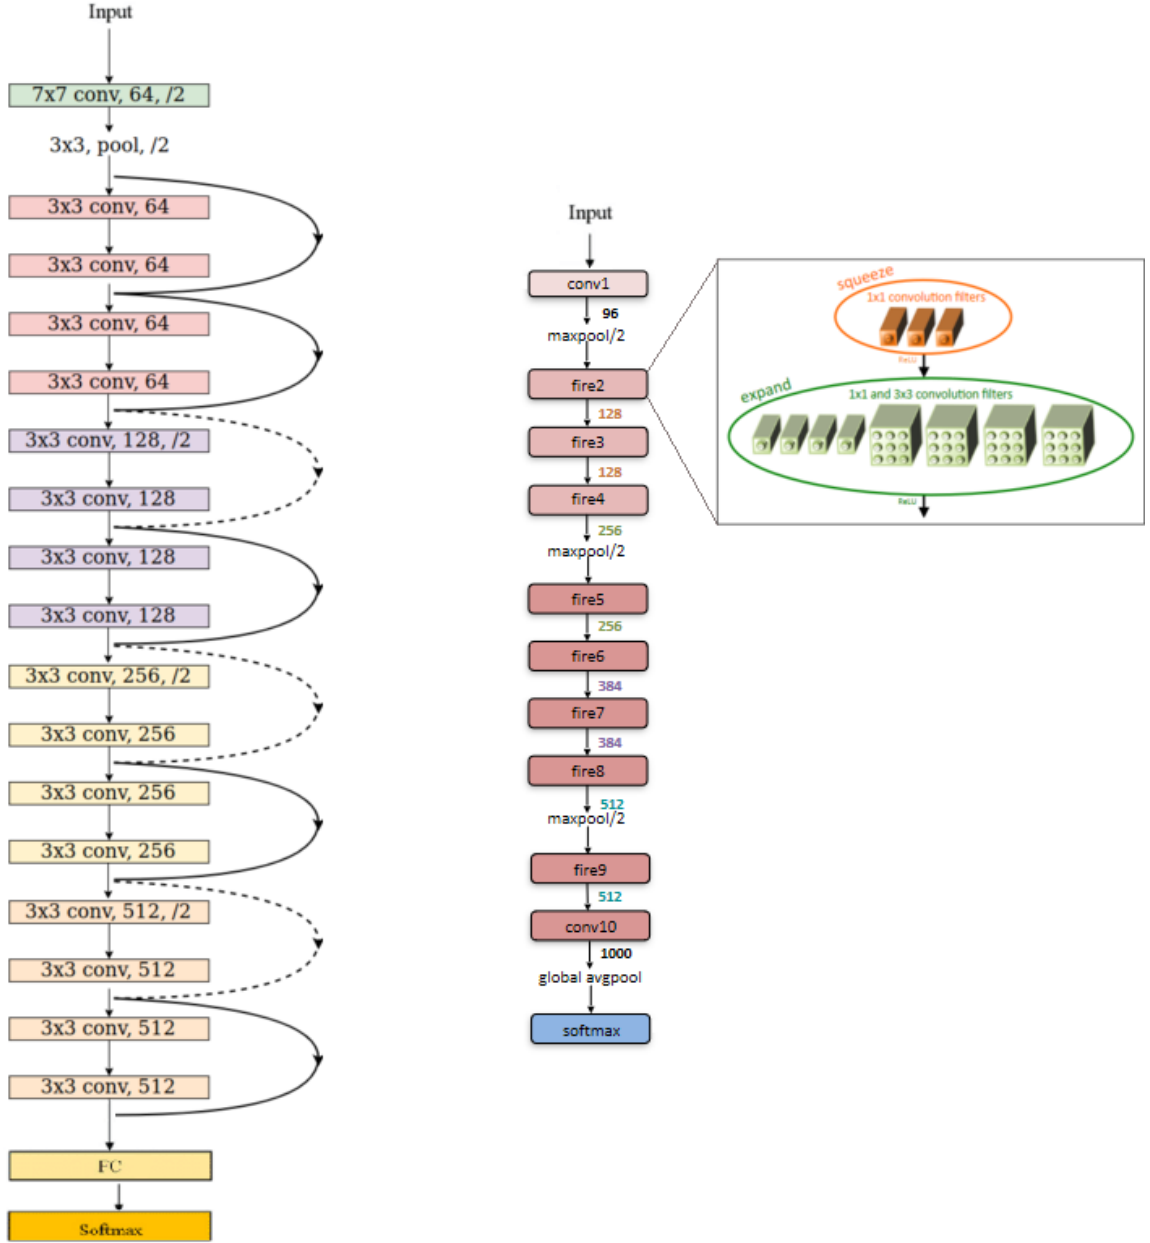 Input
7x7 conv, 64, /2
3x3, pool, /2
3x3 conv, 64
3x3 conv, 64
3x3 conv, 64
3x3 conv, 64
3x3 conv, 128, /2
3x3 conv, 128
3x3 conv, 128
3x3 conv, 128
3x3 conv, 256, /2
3x3 conv, 256
3x3 conv, 256
3x3 conv, 256
3x3 conv, 512, /2
3x3 conv, 512
3x3 conv, 512
3x3 conv, 512
FC
Softmax
Input
conv1
96
maxpool/2
fire2
128
fire3
128
fire4
256
maxpool/2
fire5
256
fire6
384
fire7
384
fire8
512
maxpool/2
fire9
512
conv10
1000
global avgpool
softmax
squeeze
1x1 convolution filters
ReLU
expand
1x1 and 3x3 convolution filters
ReLU